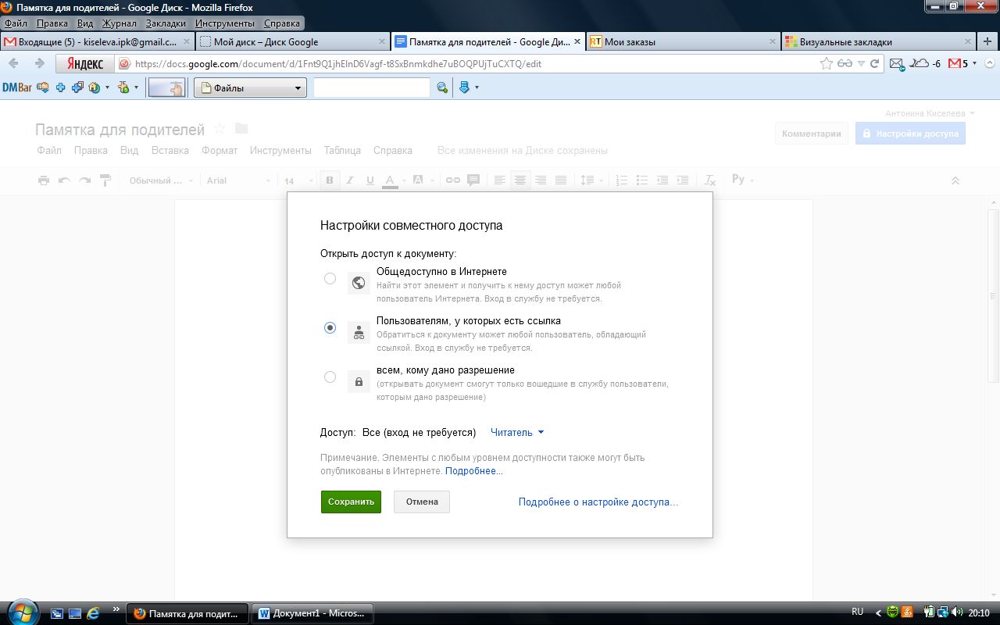 Памятка для подителей - Google Диск - Mozilla Firefox
Файл Правка Вид Журнал Закладки Инструменты Справка
Входящие (5) - kiseleva.ipk@gmail.c...
Мой диск – Диск Google
Памятка для подителей - Google Ди...
RT Мои заказы
Визуальные закладки
Яндекс https://docs.google.com/document/d/1Fnt9Q1jhEInD6Vagf-t8SxBnmkdhe7uBOQPUjTuCXTQ/edit -6 5
DMBar Файлы
Антонина Киселева
Памятка для подителей
Комментарии Настройки доступа
Файл Правка Вид Вставка Формат Инструменты Таблица Справка Все изменения на Диске сохранены
Обычный ... Arial 14 B I U A A Ру
Настройки совместного доступа
Открыть доступ к документу:
Общедоступно в Интернете
Найти этот элемент и получить к нему доступ может любой
пользователь Интернета. Вход в службу не требуется.
Пользователям, у которых есть ссылка
Обратиться к документу может любой пользователь, обладающий
ссылкой. Вход в службу не требуется.
всем, кому дано разрешение
(открывать документ смогут только вошедшие в службу пользователи,
которым дано разрешение)
Доступ: Все (вход не требуется) Читатель
Примечание. Элементы с любым уровнем доступности также могут быть
опубликованы в Интернете. Подробнее...
Сохранить Отмена Подробнее о настройке доступа…
Памятка для подит...
Документ1 - Micros...
RU 20:10